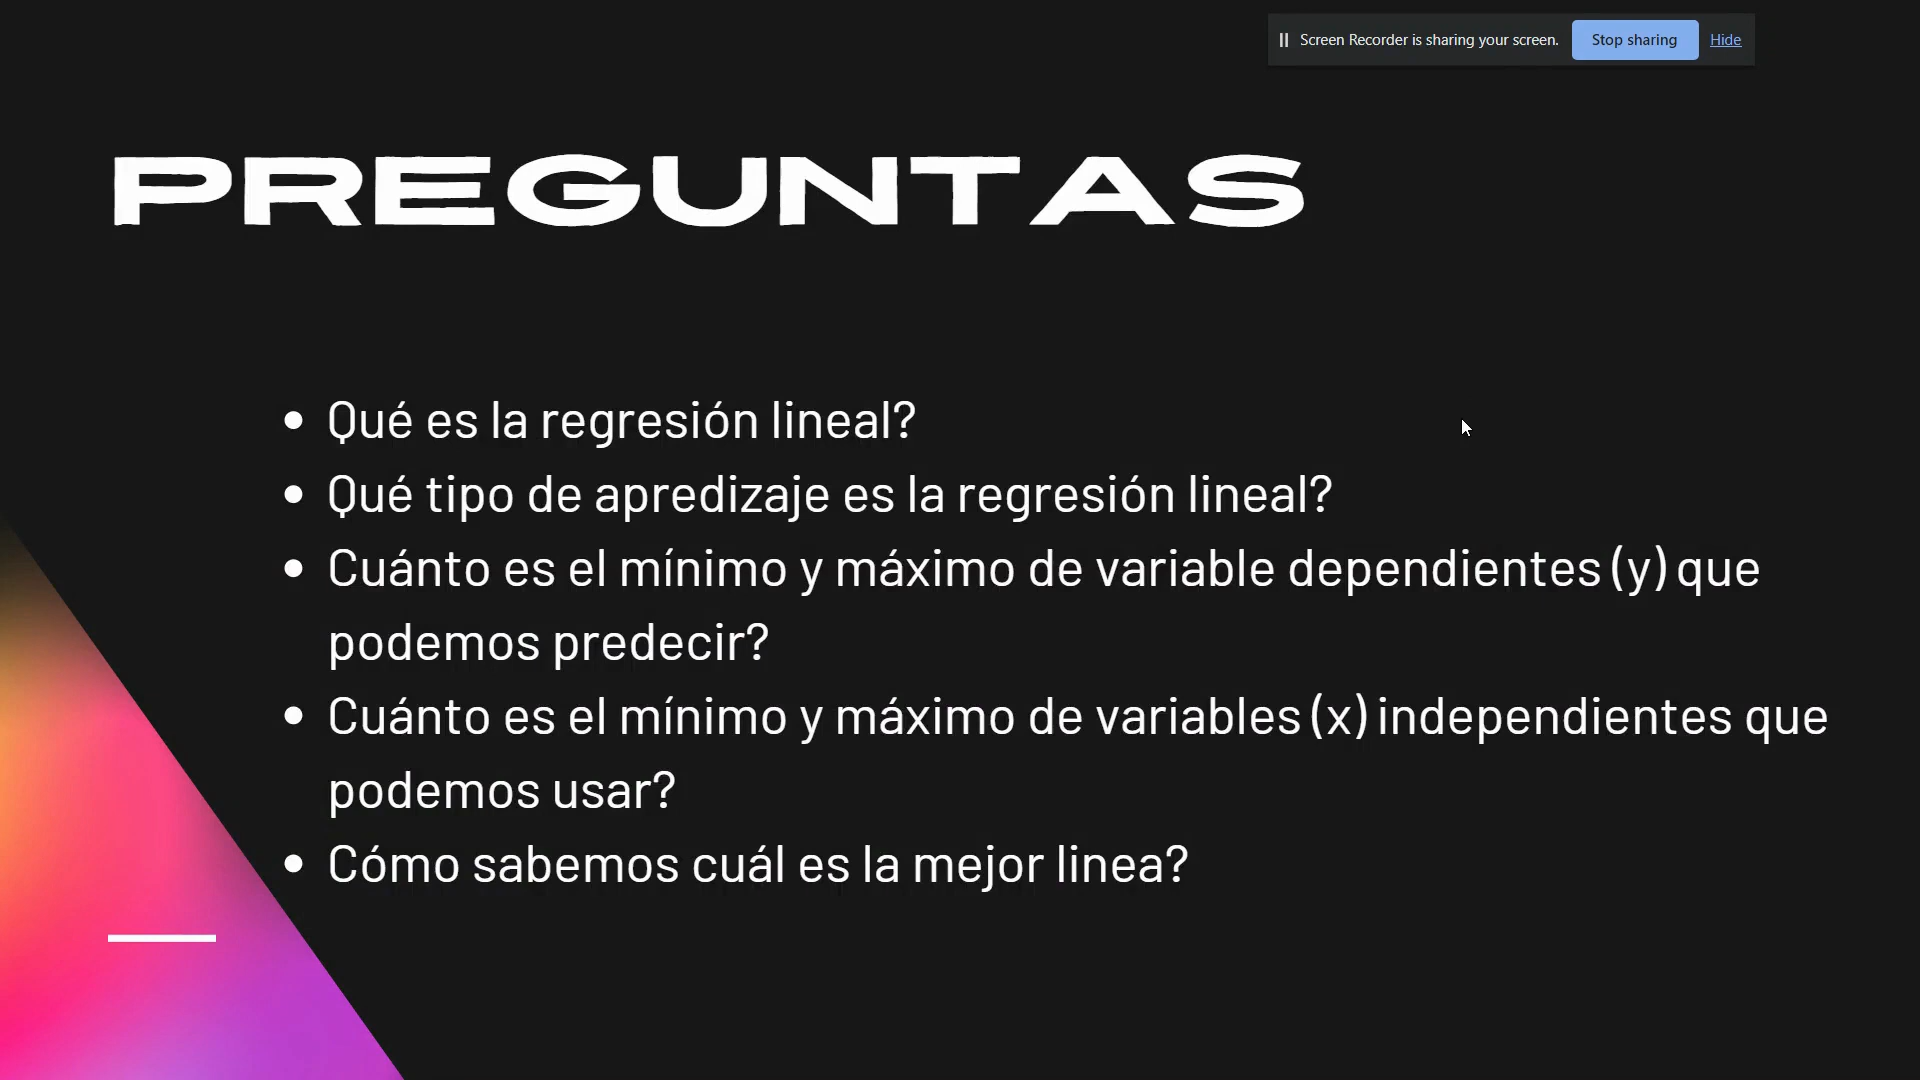 Screen Recorder is sharing your screen. Stop sharing Hide
PREGUNTAS
• Qué es la regresión lineal?
• Qué tipo de apredizaje es la regresión lineal?
• Cuánto es el mínimo y máximo de variable dependientes (y) que
podemos predecir?
• Cuánto es el mínimo y máximo de variables (x) independientes que
podemos usar?
• Cómo sabemos cuál es la mejor linea?